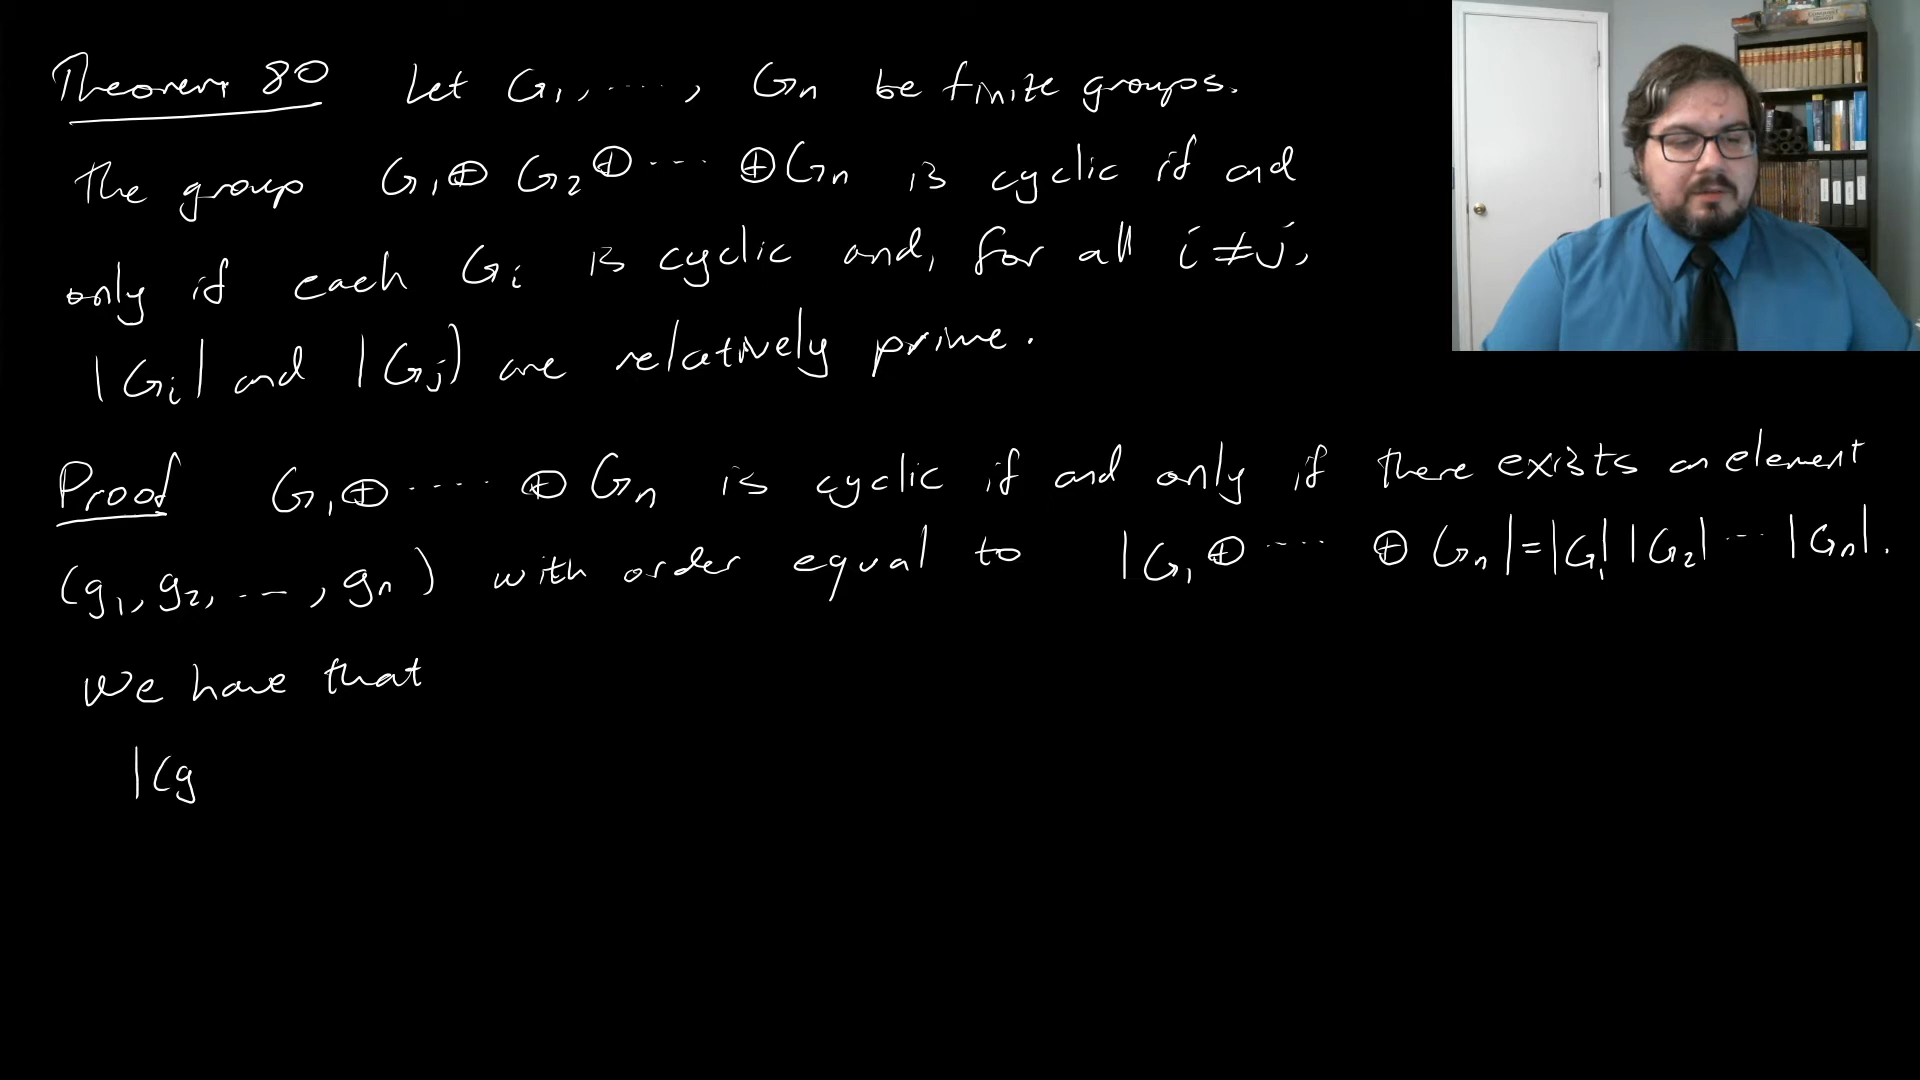 Theorem 80 Let G₁, ····, Gₙ be finite groups.
The group G₁⊕ G₂⊕ ··· ⊕Gₙ is cyclic if and
only if each Gᵢ is cyclic and, for all i≠j,
|Gᵢ| and |Gⱼ| are relatively prime.
Proof G₁⊕ ···· ⊕ Gₙ is cyclic if and only if there exists an element
(g₁, g₂, ..., gₙ) with order equal to |G₁⊕ ··· ⊕ Gₙ|=|G₁||G₂|···|Gₙ|.
We have that
|(g